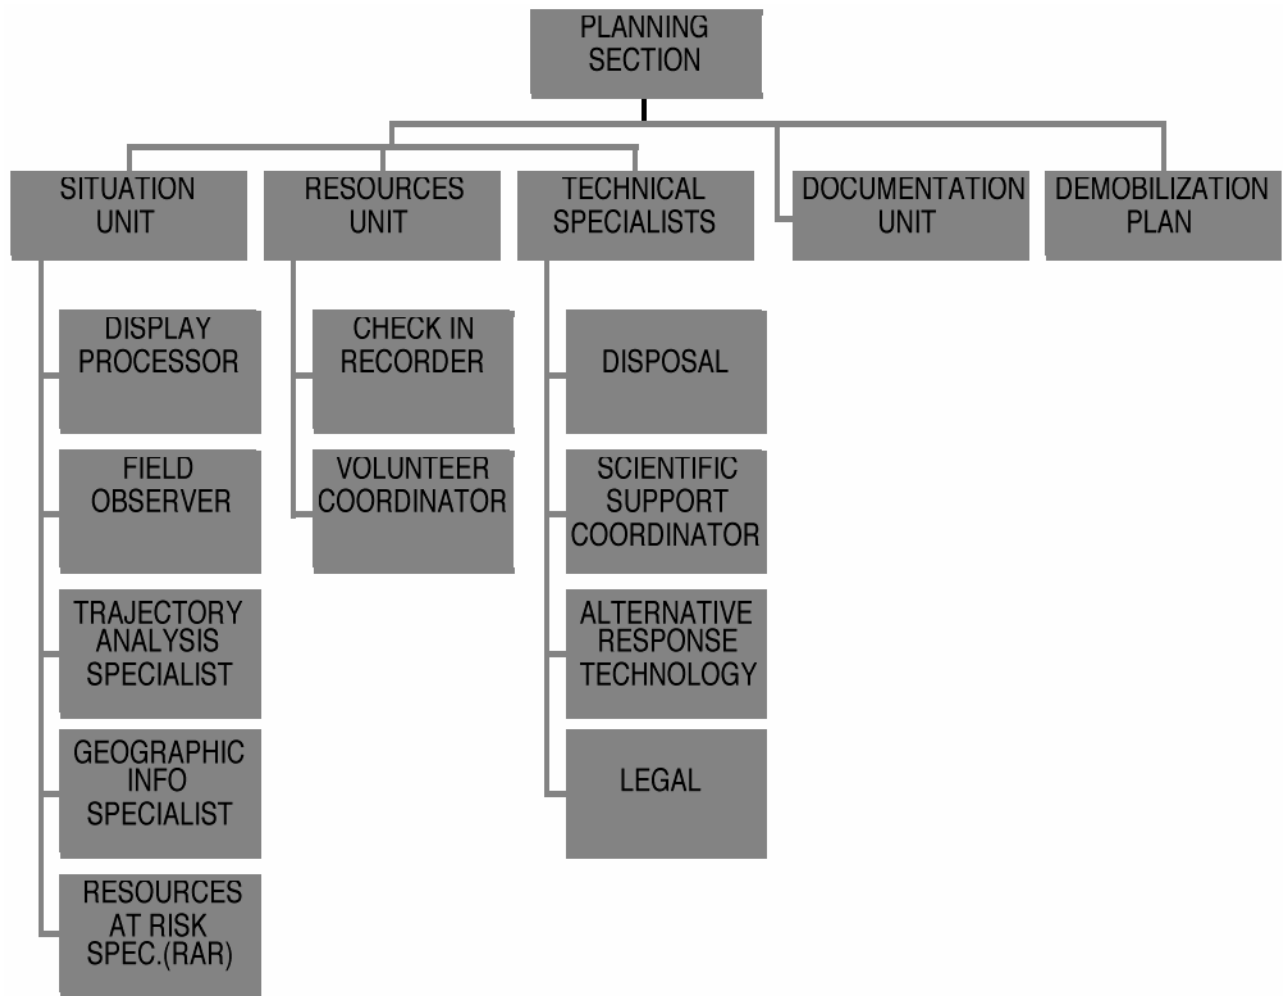 PLANNING
SECTION
SITUATION
UNIT
RESOURCES
UNIT
TECHNICAL
SPECIALISTS
DOCUMENTATION
UNIT
DEMOBILIZATION
PLAN
DISPLAY
PROCESSOR
CHECK IN
RECORDER
DISPOSAL
FIELD
OBSERVER
VOLUNTEER
COORDINATOR
SCIENTIFIC
SUPPORT
COORDINATOR
TRAJECTORY
ANALYSIS
SPECIALIST
ALTERNATIVE
RESPONSE
TECHNOLOGY
GEOGRAPHIC
INFO
SPECIALIST
LEGAL
RESOURCES
AT RISK
SPEC.(RAR)